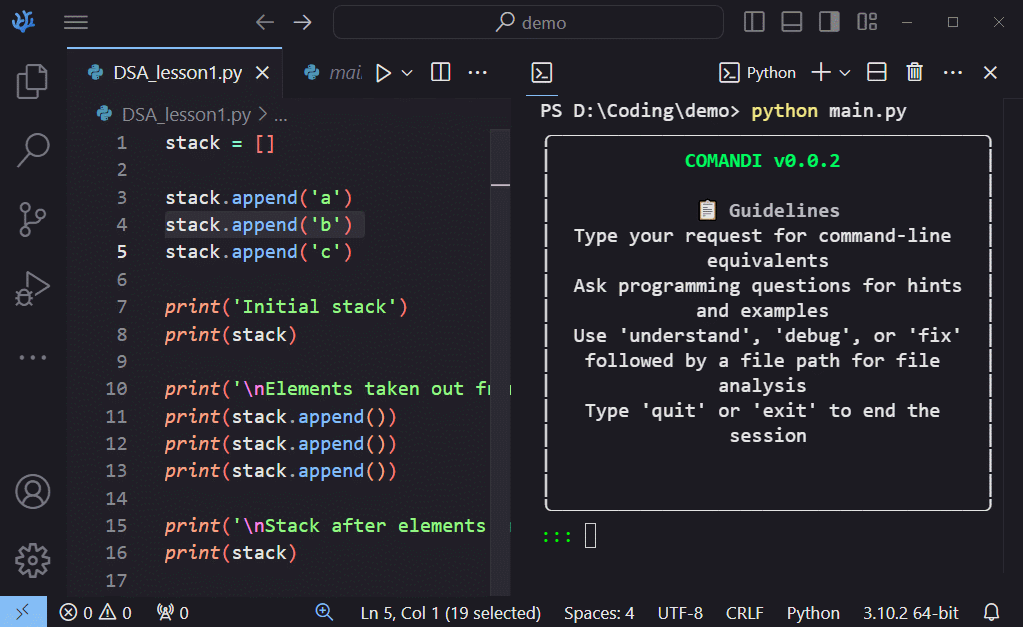 demo
DSA_lesson1.py
mai
Python
DSA_lesson1.py > ...
1 stack = []
2
3 stack.append('a')
4 stack.append('b')
5 stack.append('c')
6
7 print('Initial stack')
8 print(stack)
9
10 print('\nElements taken out fr
11 print(stack.append())
12 print(stack.append())
13 print(stack.append())
14
15 print('\nStack after elements
16 print(stack)
17
PS D:\Coding\demo> python main.py
COMANDI v0.0.2
📋 Guidelines
Type your request for command-line
equivalents
Ask programming questions for hints
and examples
Use 'understand', 'debug', or 'fix'
followed by a file path for file
analysis
Type 'quit' or 'exit' to end the
session
:::
0 0 0 Ln 5, Col 1 (19 selected) Spaces: 4 UTF-8 CRLF Python 3.10.2 64-bit